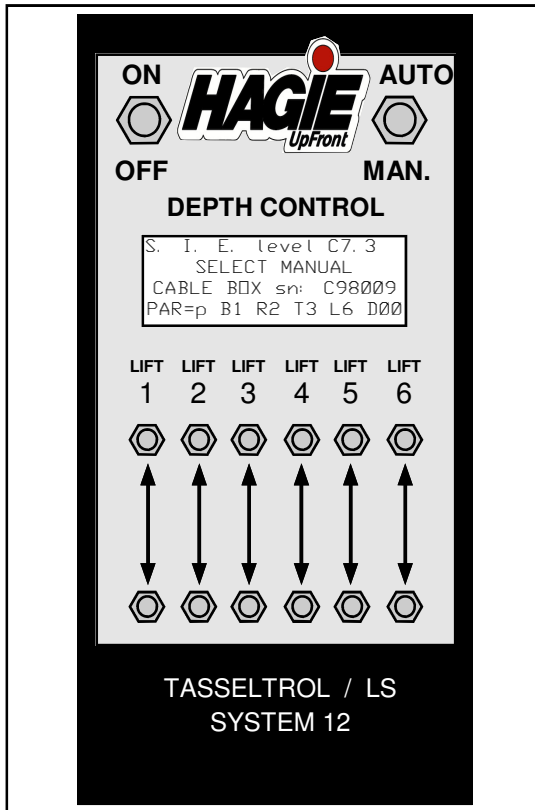 ON HAGIE AUTO
UpFront
OFF MAN.
DEPTH CONTROL
S. I. E. level C7.3
SELECT MANUAL
CABLE BOX sn: C98009
PAR=p B1 R2 T3 L6 D00
LIFT LIFT LIFT LIFT LIFT LIFT
1 2 3 4 5 6
TASSELTROL / LS
SYSTEM 12